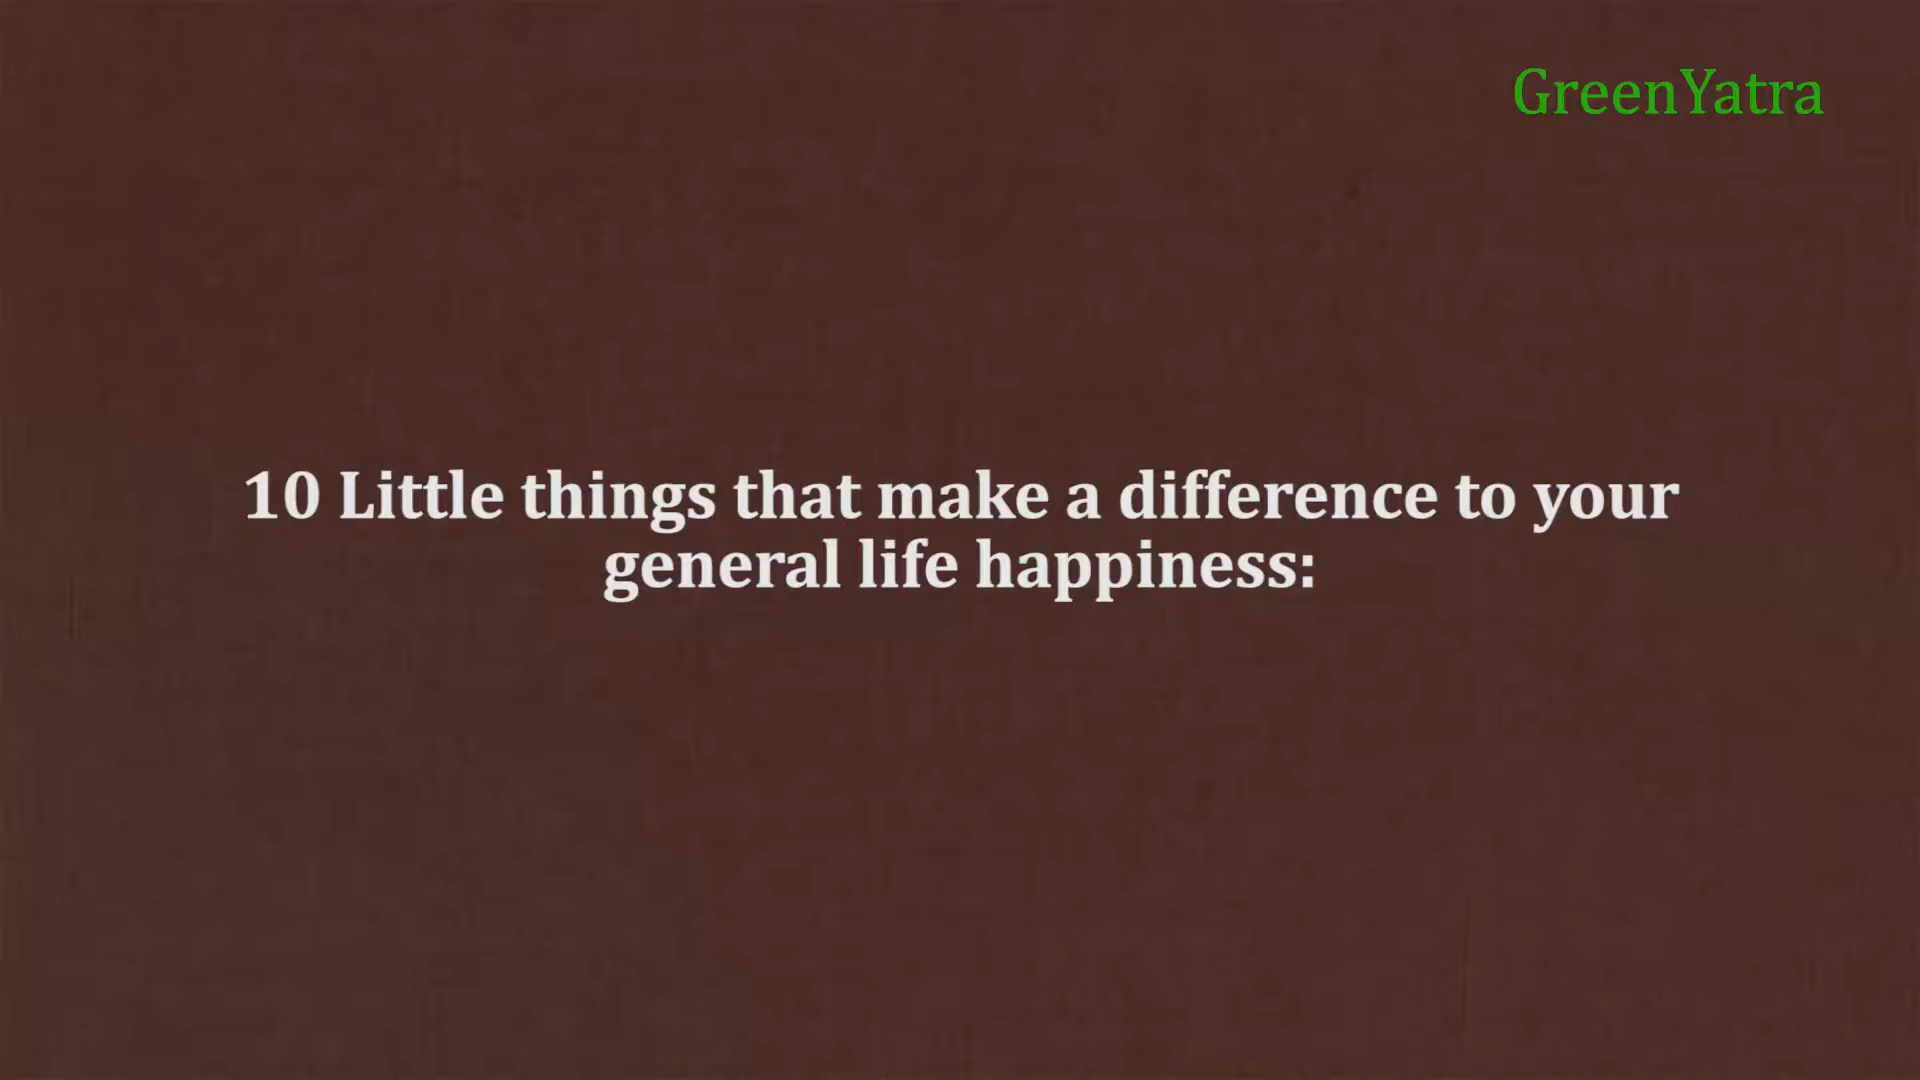 GreenYatra
10 Little things that make a difference to your
general life happiness: